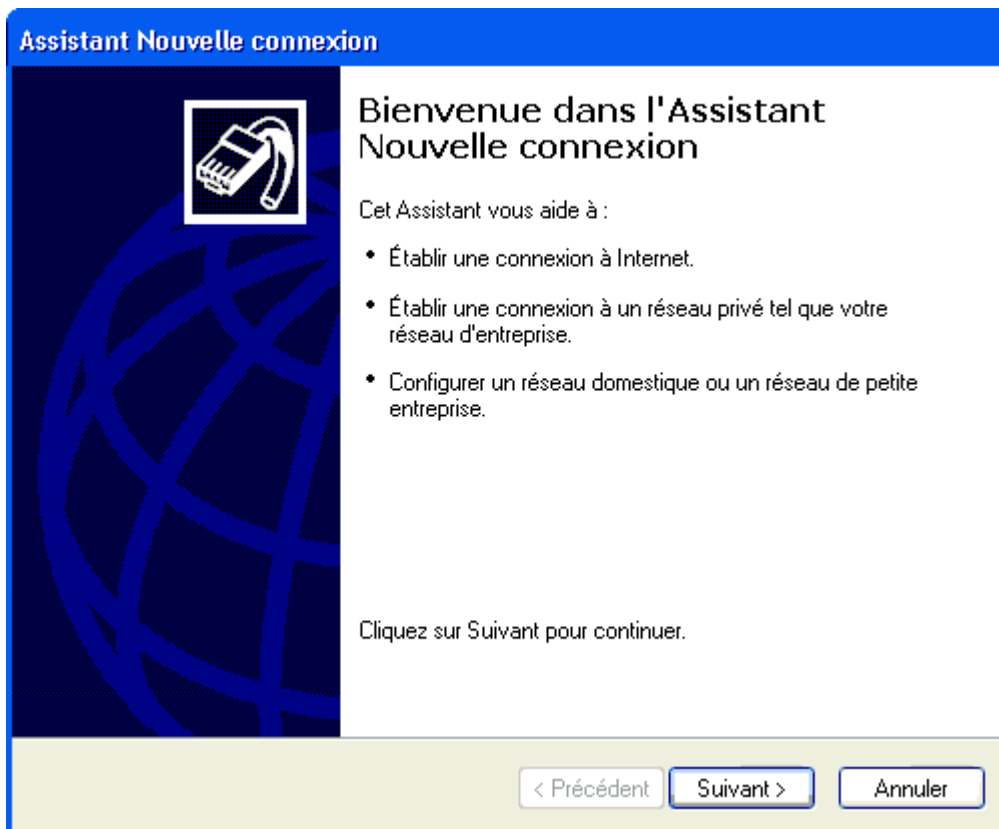 Assistant Nouvelle connexion
Bienvenue dans l'Assistant
Nouvelle connexion
Cet Assistant vous aide à :
• Établir une connexion à Internet.
• Établir une connexion à un réseau privé tel que votre
réseau d'entreprise.
• Configurer un réseau domestique ou un réseau de petite
entreprise.
Cliquez sur Suivant pour continuer.
< Précédent Suivant > Annuler